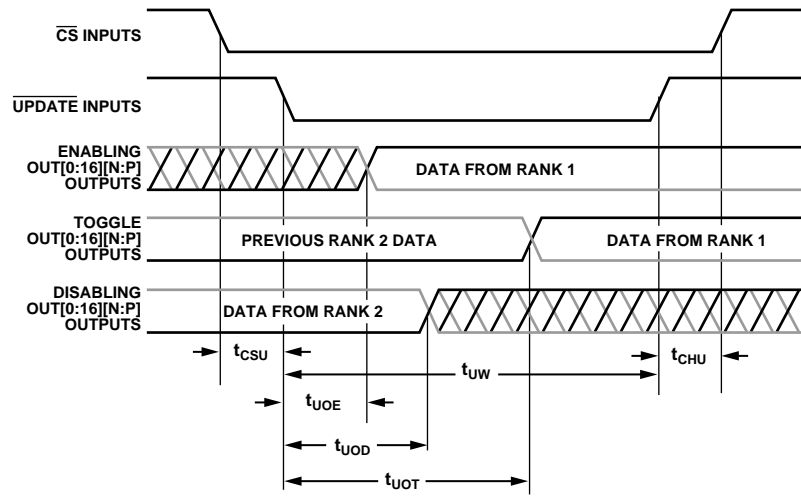 CS INPUTS
UPDATE INPUTS
ENABLING
OUT[0:16][N:P]
OUTPUTS
DATA FROM RANK 1
TOGGLE
OUT[0:16][N:P]
OUTPUTS
PREVIOUS RANK 2 DATA
DATA FROM RANK 1
DISABLING
OUT[0:16][N:P]
OUTPUTS
DATA FROM RANK 2
tCSU
tUW
tCHU
tUOE
tUOD
tUOT